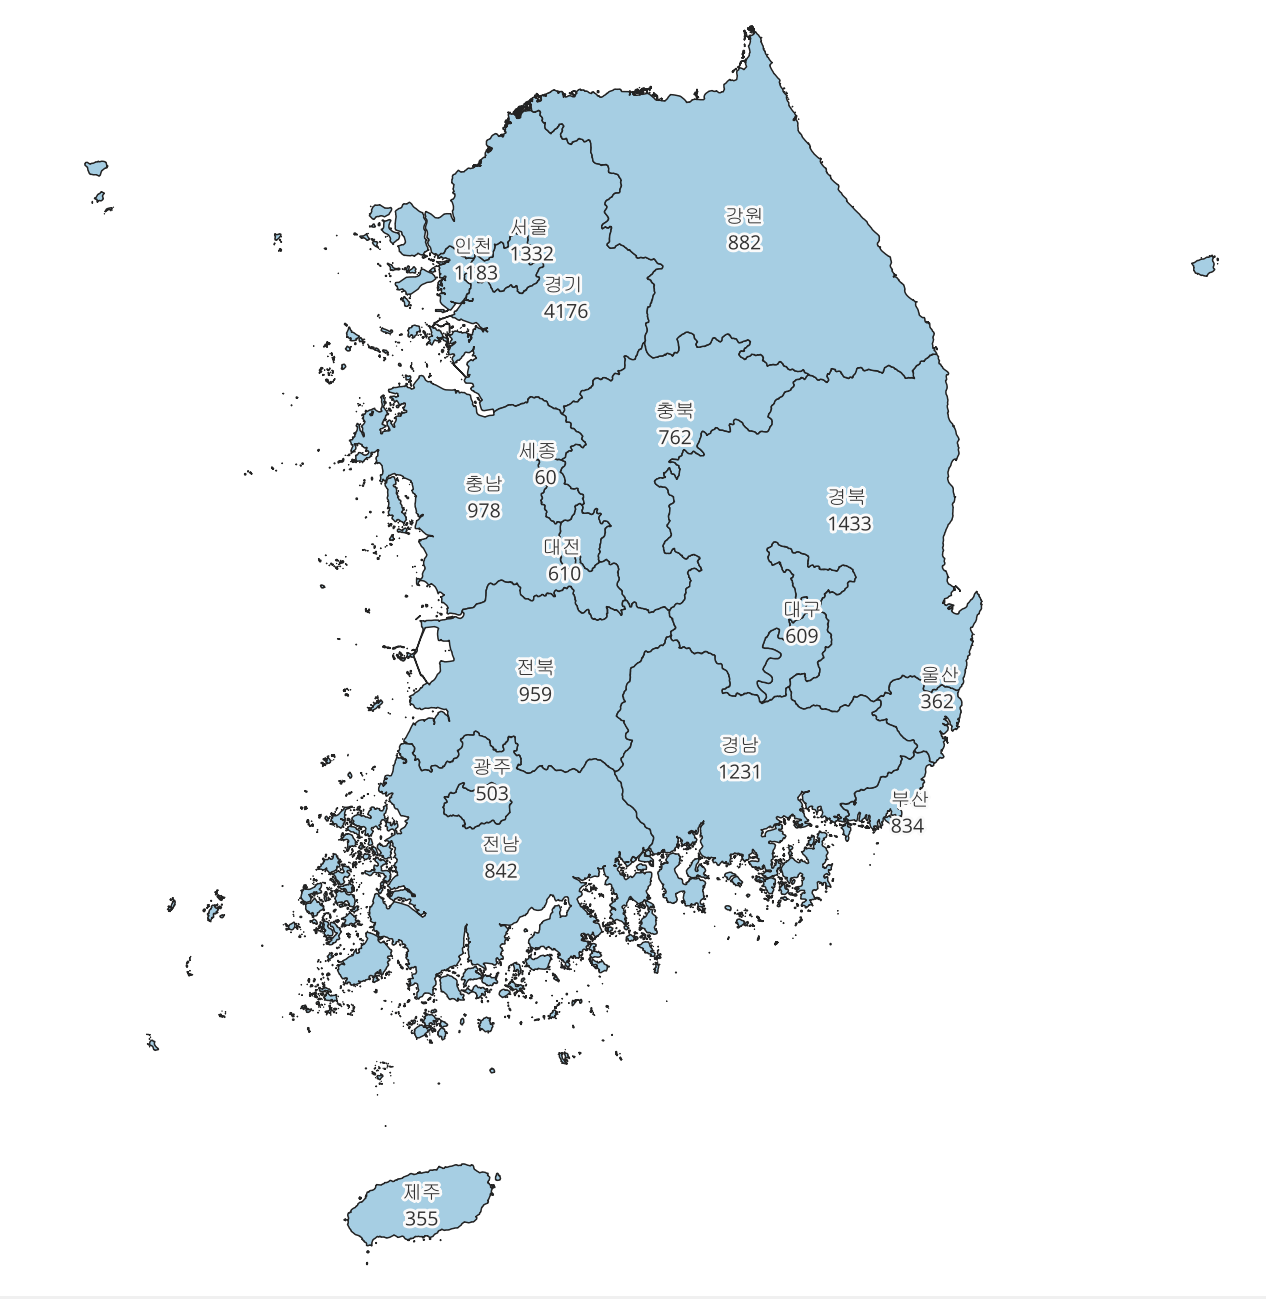 강원
882
서울
1332
인천
1183
경기
4176
충북
762
세종
60
충남
978
경북
1433
대전
610
대구
609
전북
959
울산
362
경남
1231
광주
503
부산
834
전남
842
제주
355